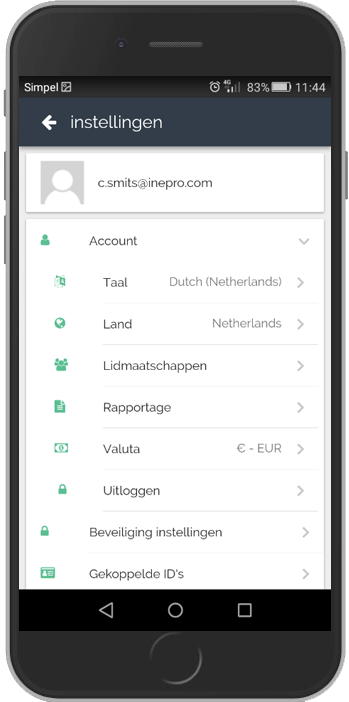 Simpel 4G 83% 11:44
instellingen
c.smits@inepro.com
Account
Taal Dutch (Netherlands)
Land Netherlands
Lidmaatschappen
Rapportage
Valuta € - EUR
Uitloggen
Beveiliging instellingen
Gekoppelde ID's